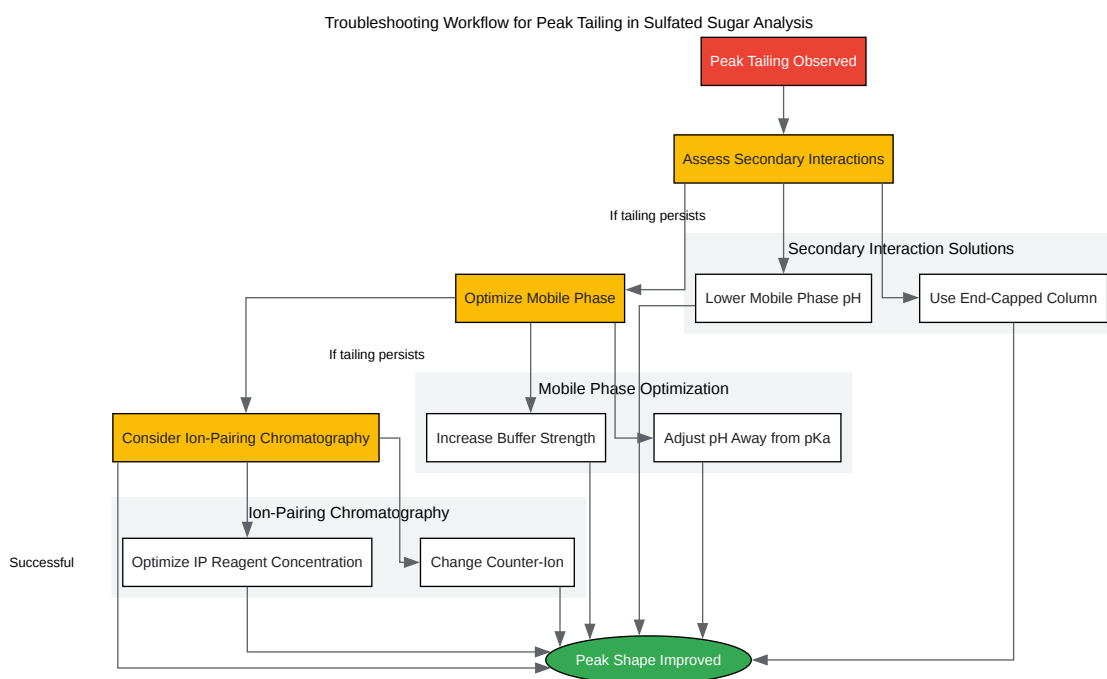 Troubleshooting Workflow for Peak Tailing in Sulfated Sugar Analysis
Peak Tailing Observed
Assess Secondary Interactions
If tailing persists
Secondary Interaction Solutions
Optimize Mobile Phase
Lower Mobile Phase pH
Use End-Capped Column
If tailing persists
Mobile Phase Optimization
Consider Ion-Pairing Chromatography
Increase Buffer Strength
Adjust pH Away from pKa
Ion-Pairing Chromatography
Successful
Optimize IP Reagent Concentration
Change Counter-Ion
Peak Shape Improved